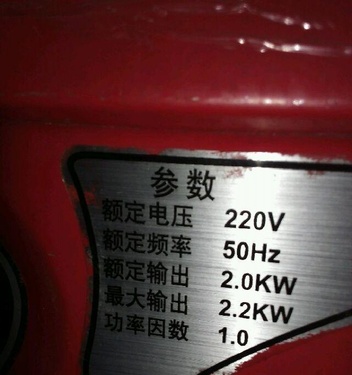 参数
额定电压 220V
额定频率 50Hz
额定输出 2.0KW
最大输出 2.2KW
功率因数 1.0